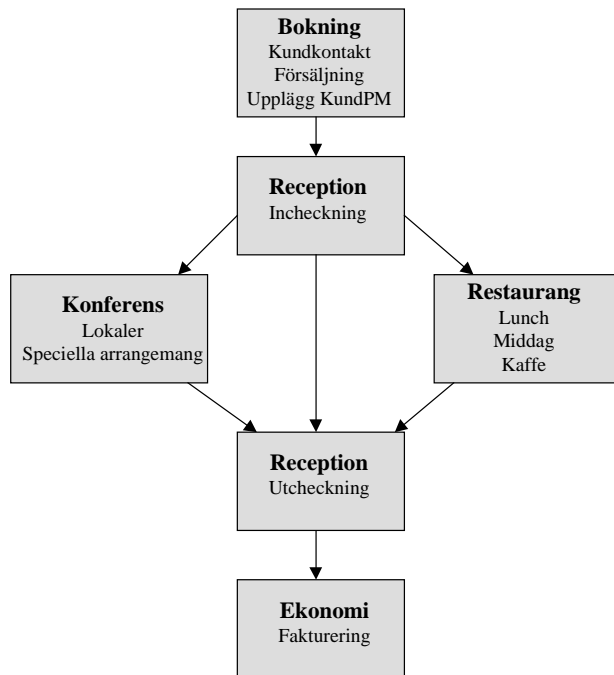 Bokning
Kundkontakt
Försäljning
Upplägg KundPM
Reception
Incheckning
Konferens
Lokaler
Speciella arrangemang
Restaurang
Lunch
Middag
Kaffe
Reception
Utcheckning
Ekonomi
Fakturering